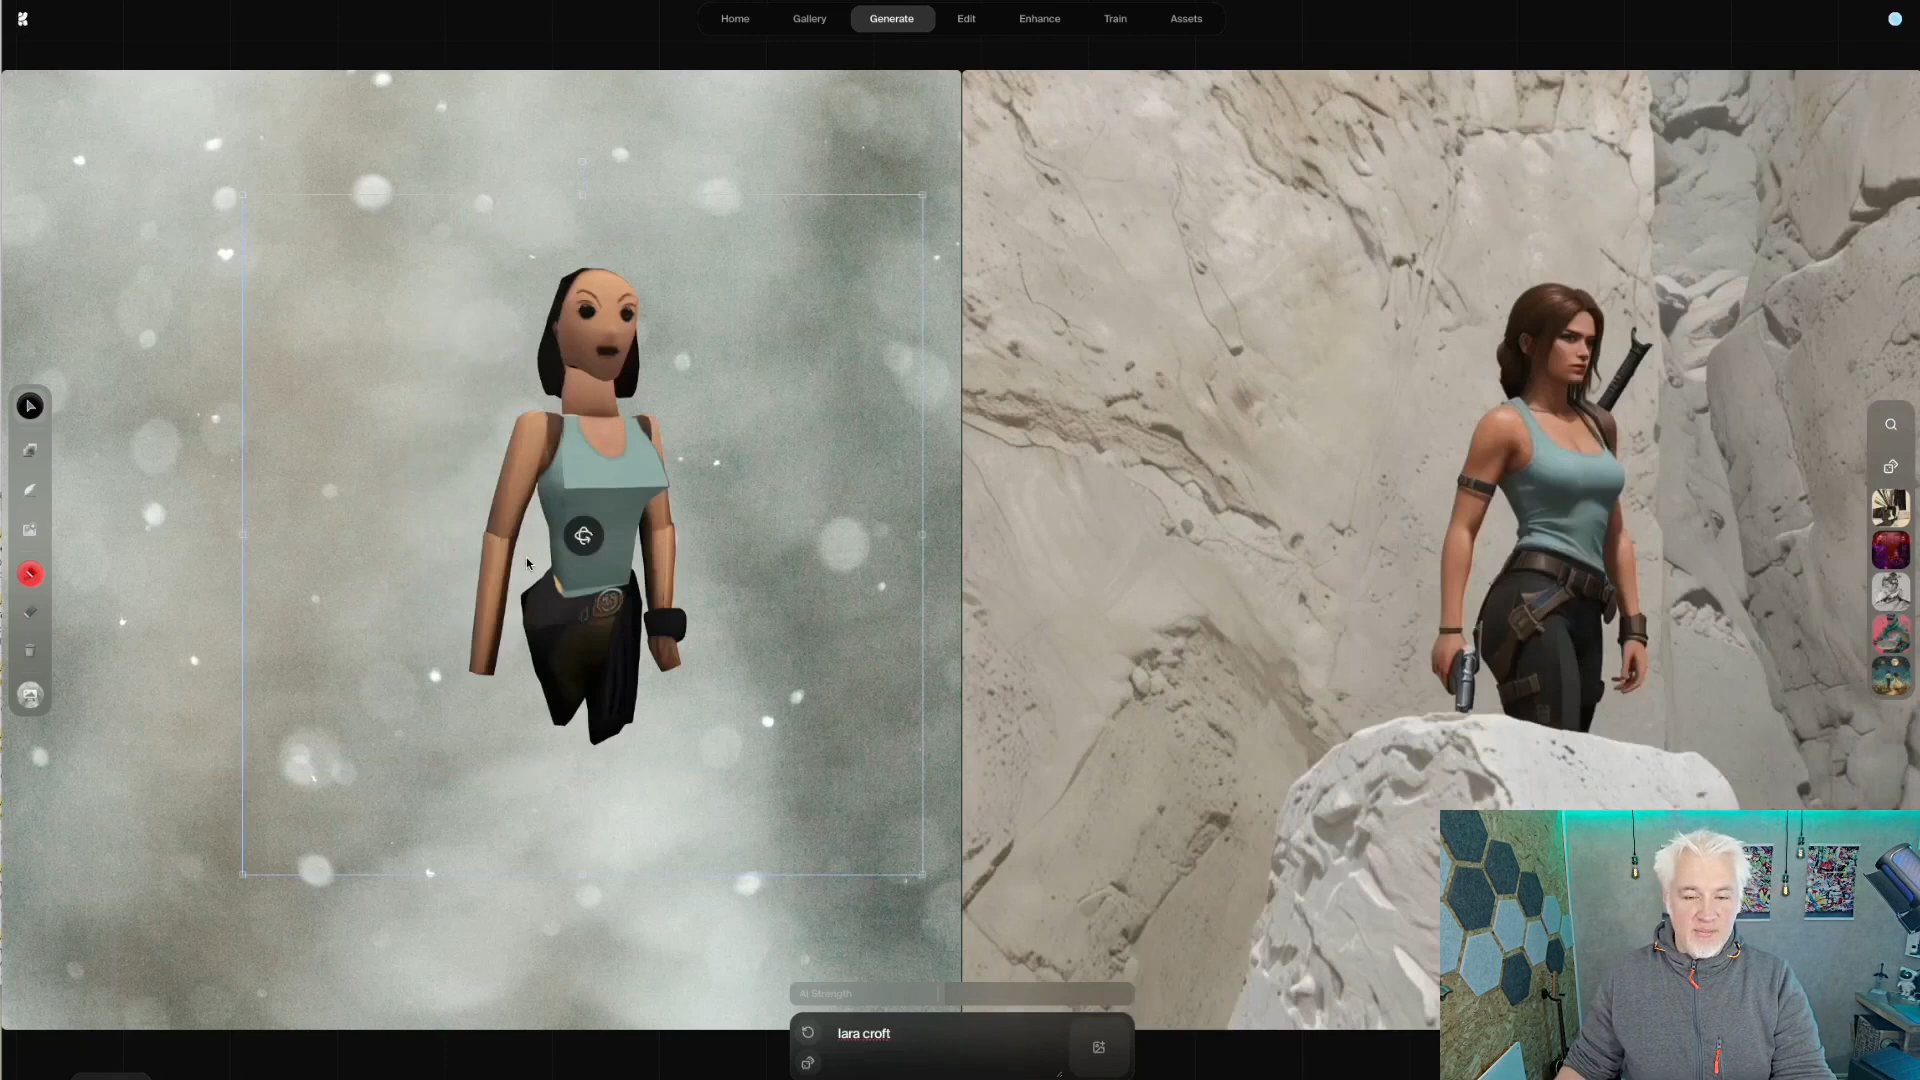 Home
Gallery
Generate
Edit
Enhance
Train
Assets
AI Strength
lara croft